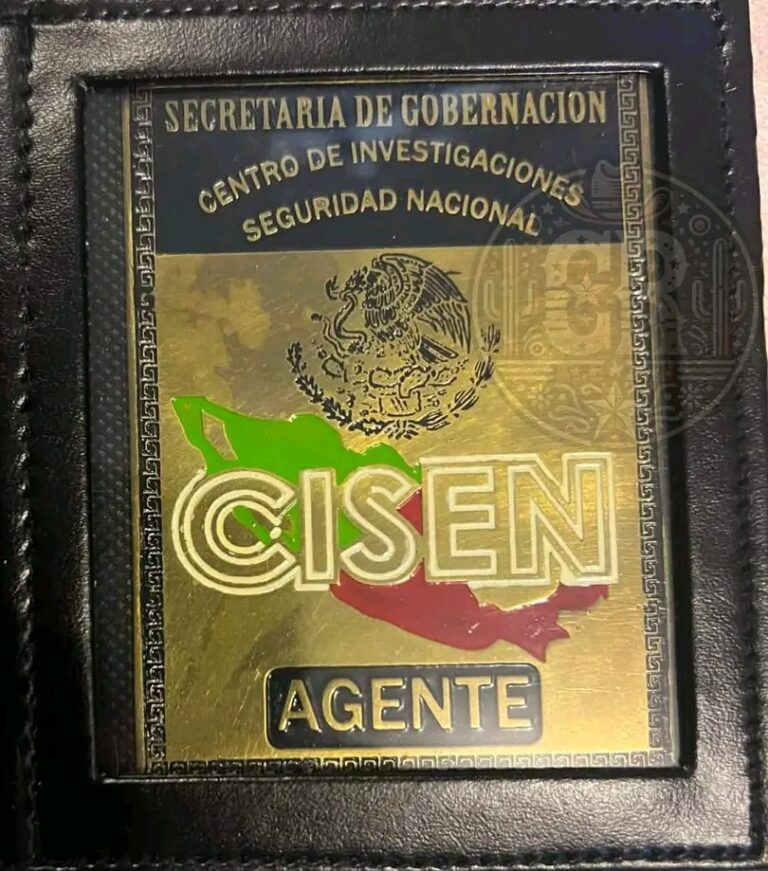 SECRETARIA DE GOBERNACION
CENTRO DE INVESTIGACIONES
SEGURIDAD NACIONAL
CISEN
AGENTE